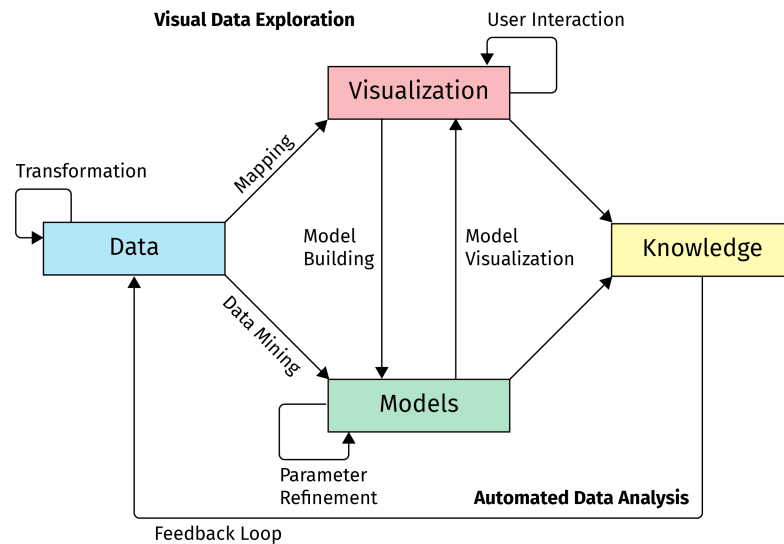 Visual Data Exploration
User Interaction
Visualization
Mapping
Transformation
Data
Model
Building
Model
Visualization
Knowledge
Data Mining
Models
Parameter
Refinement
Automated Data Analysis
Feedback Loop